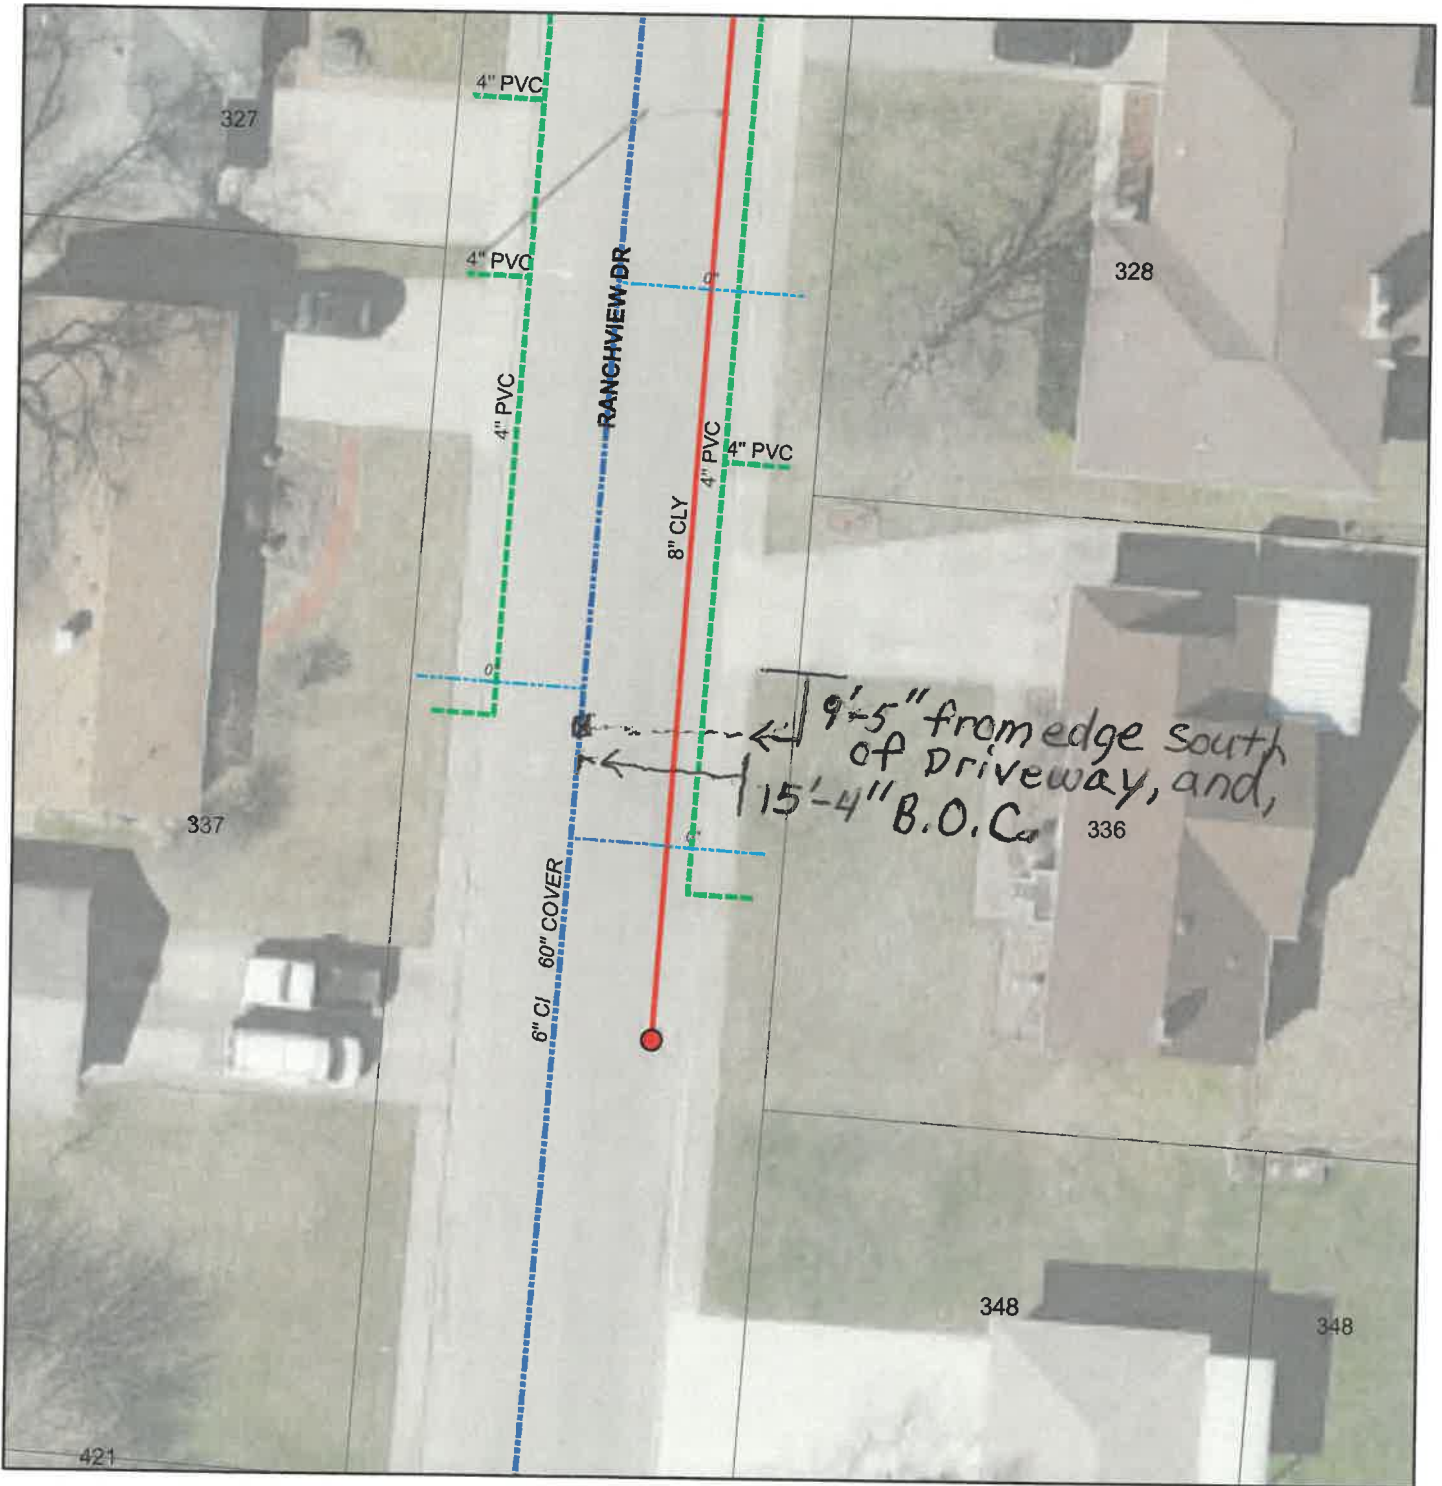 4" PVC
327
4" PVC
RANCHVIEW DR
0"
328
4" PVC
4" PVC
4" PVC
8" CLY
0"
9'-5" from edge south
of Driveway, and,
15'-4" B.O.C.
337
336
6" CI 60" COVER
348
348
421